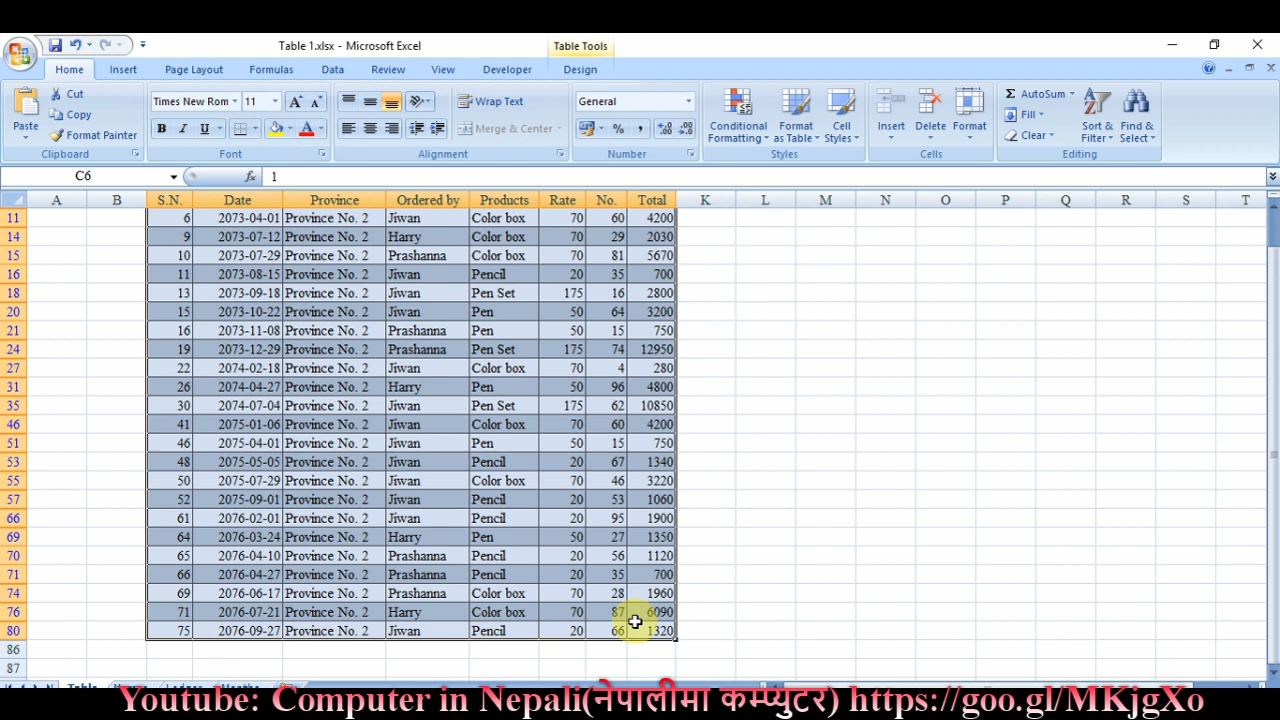 Table 1.xlsx - Microsoft Excel Table Tools
Home Insert Page Layout Formulas Data Review View Developer Design
Paste Cut Copy Format Painter Clipboard
Times New Rom 11 B I U A A A Font
Wrap Text Merge & Center Alignment
General % , Number
Conditional Formatting Format as Table Cell Styles Styles
Insert Delete Format Cells
Σ AutoSum Fill Clear Sort & Filter Find & Select Editing
C6 fx 1
A B S.N. Date Province Ordered by Products Rate No. Total K L M N O P Q R S T
11 6 2073-04-01 Province No. 2 Jiwan Color box 70 60 4200
14 9 2073-07-12 Province No. 2 Harry Color box 70 29 2030
15 10 2073-07-29 Province No. 2 Prashanna Color box 70 81 5670
16 11 2073-08-15 Province No. 2 Jiwan Pencil 20 35 700
18 13 2073-09-18 Province No. 2 Jiwan Pen Set 175 16 2800
20 15 2073-10-22 Province No. 2 Jiwan Pen 50 64 3200
21 16 2073-11-08 Province No. 2 Prashanna Pen 50 15 750
24 19 2073-12-29 Province No. 2 Prashanna Pen Set 175 74 12950
27 22 2074-02-18 Province No. 2 Jiwan Color box 70 4 280
31 26 2074-04-27 Province No. 2 Harry Pen 50 96 4800
35 30 2074-07-04 Province No. 2 Jiwan Pen Set 175 62 10850
46 41 2075-01-06 Province No. 2 Jiwan Color box 70 60 4200
51 46 2075-04-01 Province No. 2 Jiwan Pen 50 15 750
53 48 2075-05-05 Province No. 2 Jiwan Pencil 20 67 1340
55 50 2075-07-29 Province No. 2 Jiwan Color box 70 46 3220
57 52 2075-09-01 Province No. 2 Jiwan Pencil 20 53 1060
66 61 2076-02-01 Province No. 2 Jiwan Pencil 20 95 1900
69 64 2076-03-24 Province No. 2 Harry Pen 50 27 1350
70 65 2076-04-10 Province No. 2 Prashanna Pencil 20 56 1120
71 66 2076-04-27 Province No. 2 Prashanna Pencil 20 35 700
74 69 2076-06-17 Province No. 2 Prashanna Color box 70 28 1960
76 71 2076-07-21 Province No. 2 Harry Color box 70 87 6090
80 75 2076-09-27 Province No. 2 Jiwan Pencil 20 66 1320
86
87
Youtube: Computer in Nepali(नेपालीमा कम्प्युटर) https://goo.gl/MKjgXo